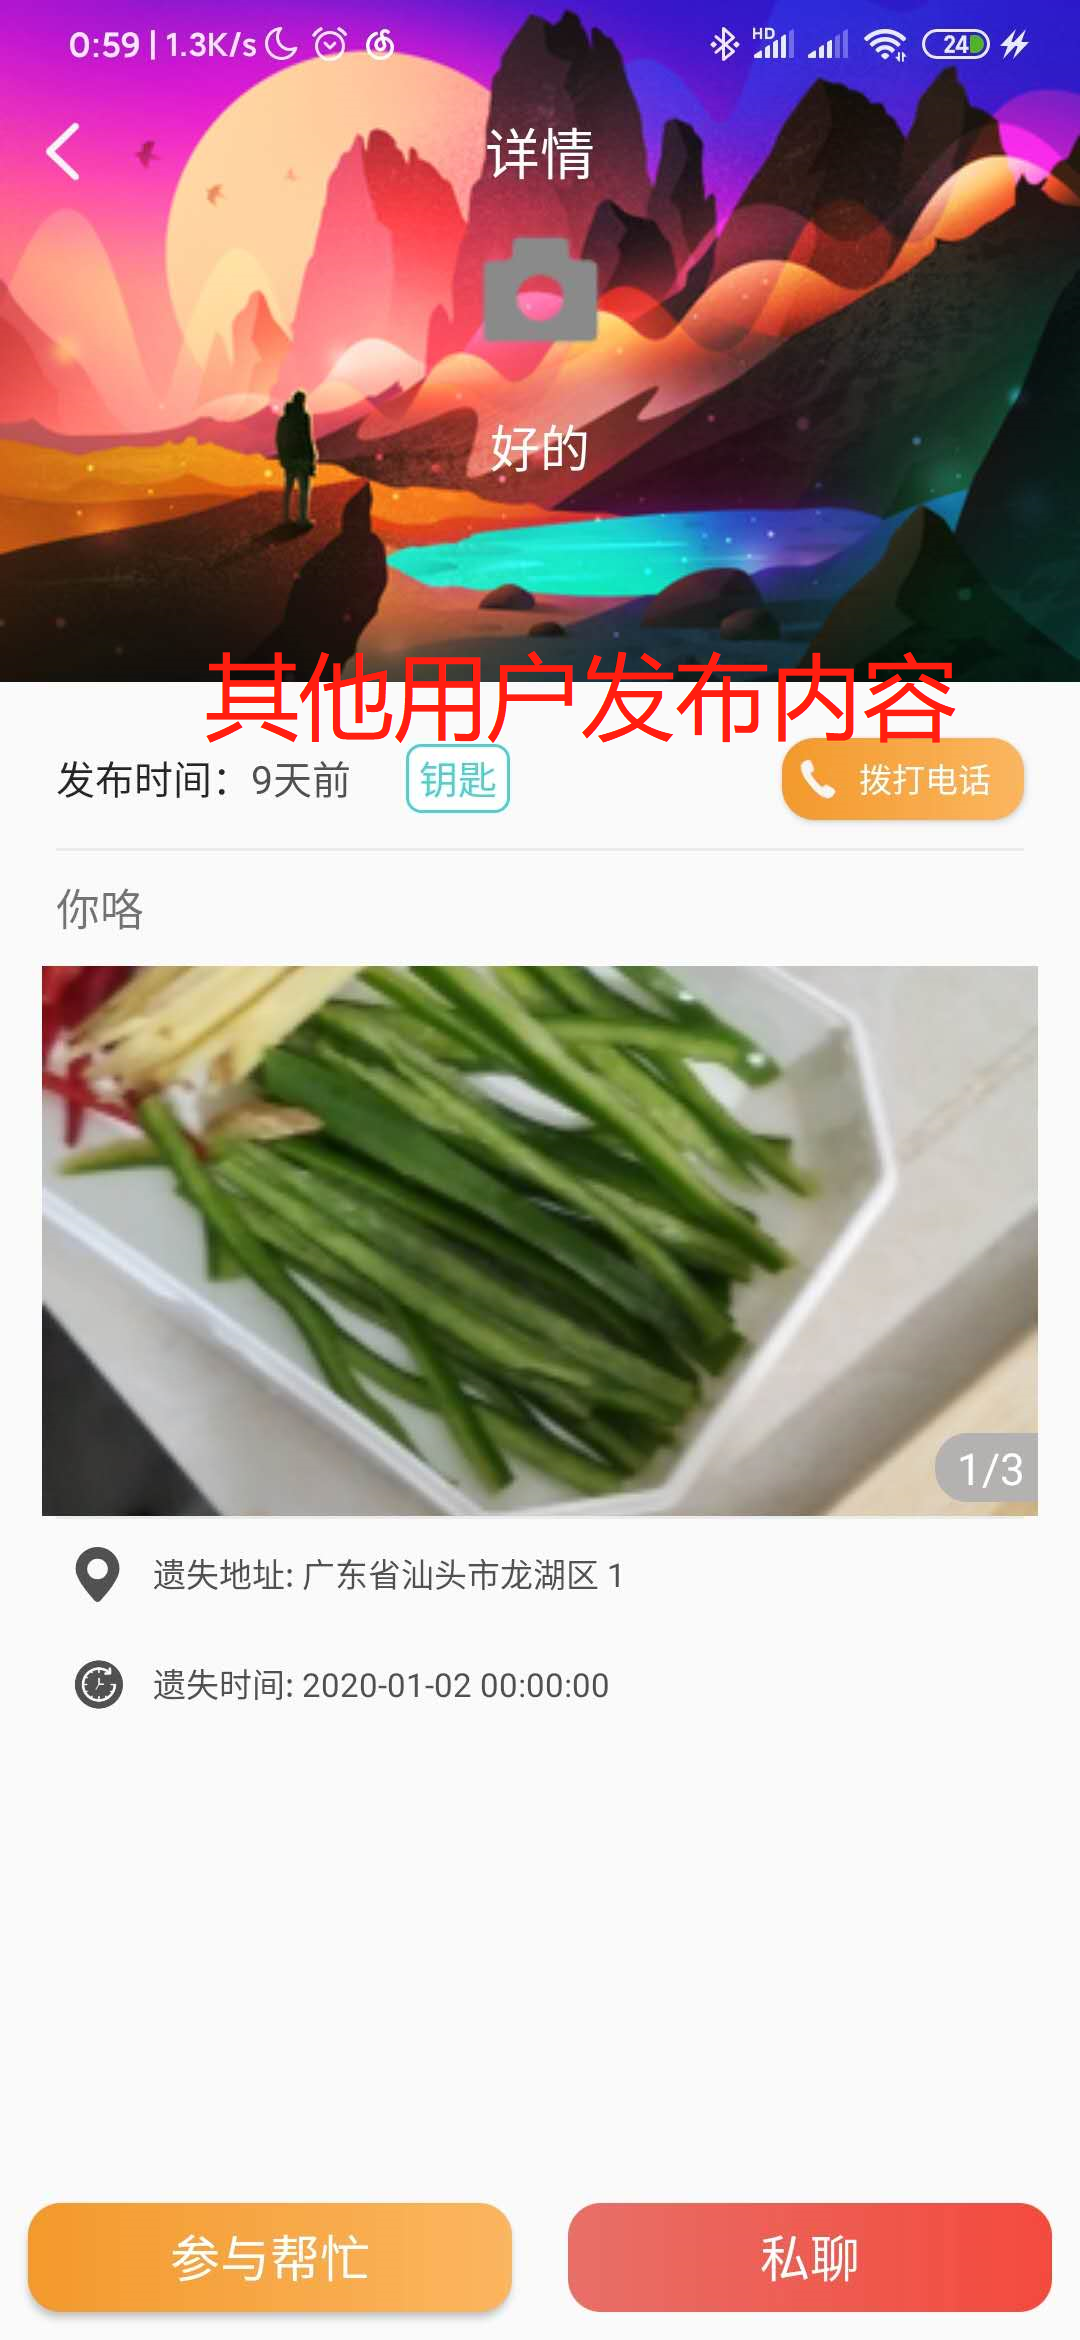 0:59 | 1.3K/s
HD
24
详情
好的
其他用户发布内容
发布时间：9天前
钥匙
拨打电话
你咯
1/3
遗失地址: 广东省汕头市龙湖区 1
遗失时间: 2020-01-02 00:00:00
参与帮忙
私聊